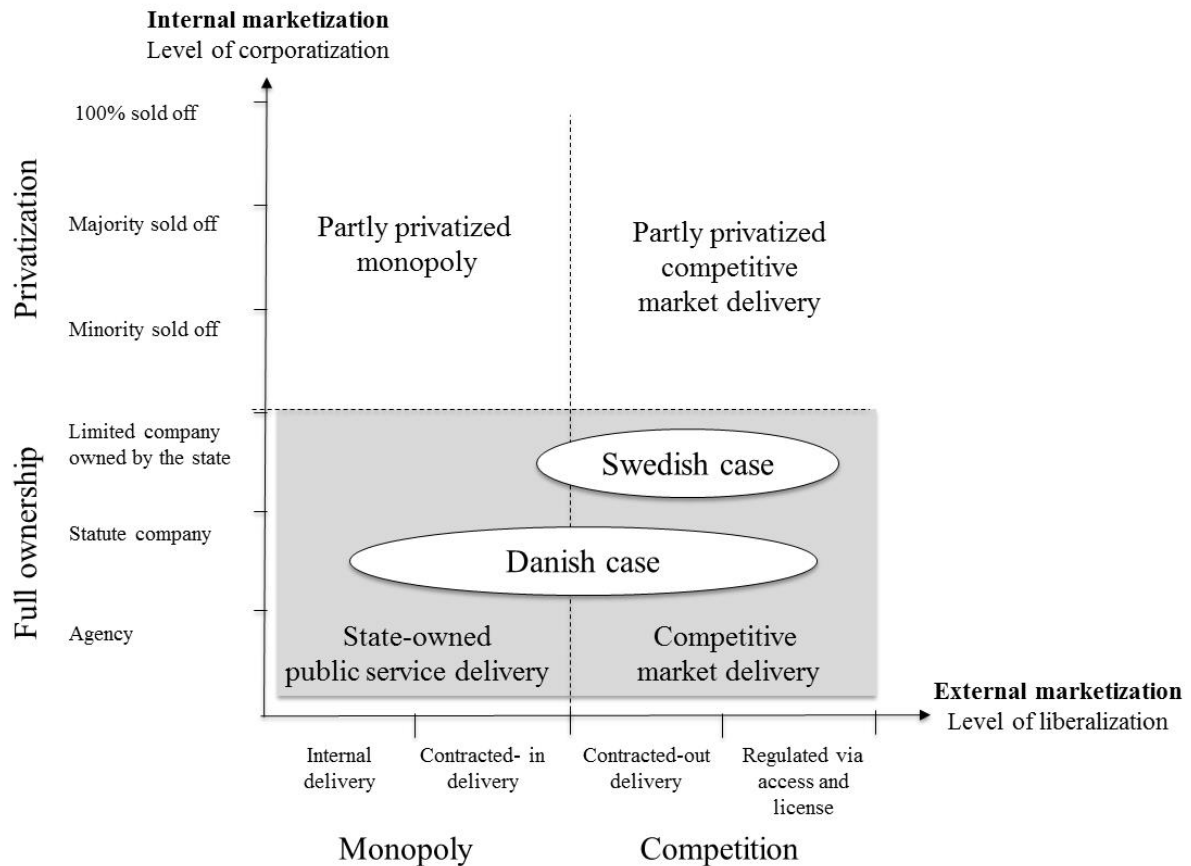 Internal marketization
Level of corporatization
100% sold off
Majority sold off
Minority sold off
Privatization
Partly privatized
monopoly
Partly privatized
competitive
market delivery
Limited company
owned by the state
Statute company
Agency
Full ownership
Swedish case
Danish case
State-owned
public service delivery
Competitive
market delivery
External marketization
Level of liberalization
Internal
delivery
Contracted- in
delivery
Contracted-out
delivery
Regulated via
access and
license
Monopoly
Competition